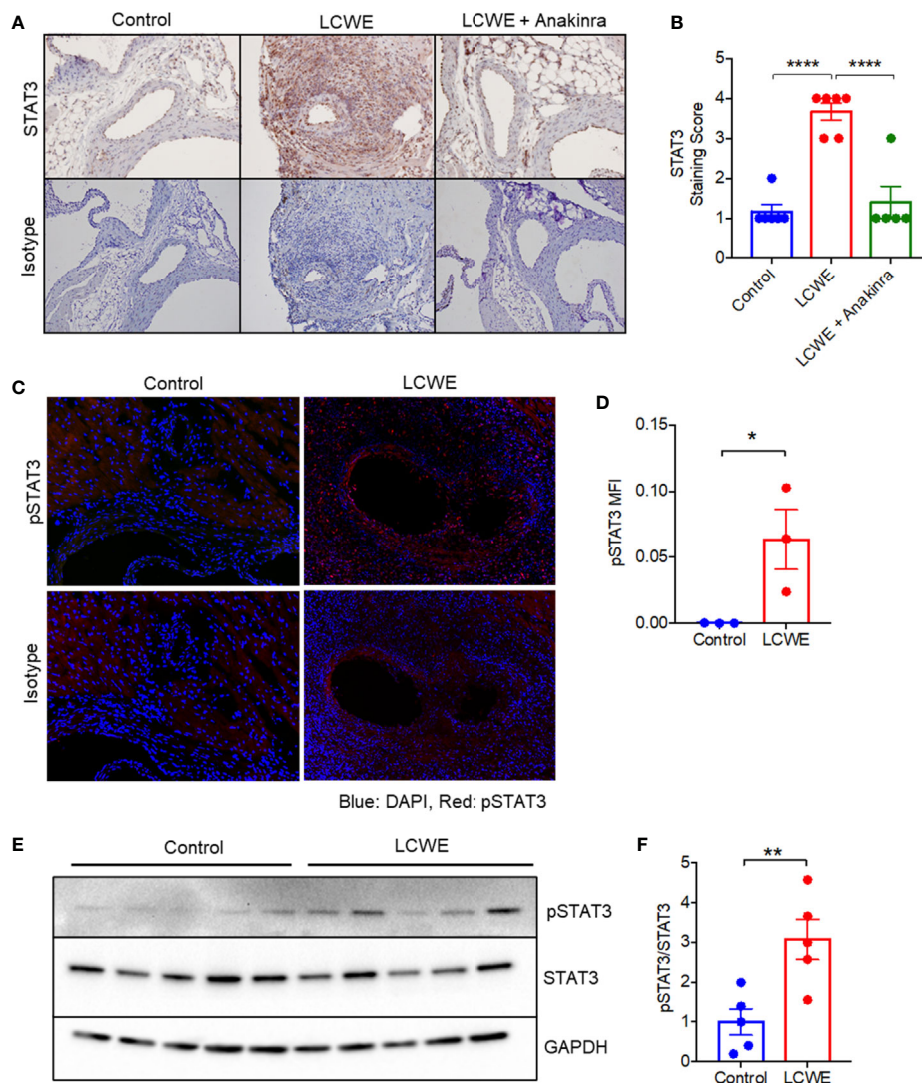 A
Control
LCWE
LCWE + Anakinra
STAT3
Isotype
B
STAT3
Staining Score
5
4
3
2
1
0
****
****
Control
LCWE
LCWE + Anakinra
C
Control
LCWE
pSTAT3
Isotype
Blue: DAPI, Red: pSTAT3
D
pSTAT3 MFI
0.15
0.10
0.05
0.00
*
Control
LCWE
E
Control
LCWE
pSTAT3
STAT3
GAPDH
F
pSTAT3/STAT3
5
4
3
2
1
0
**
Control
LCWE